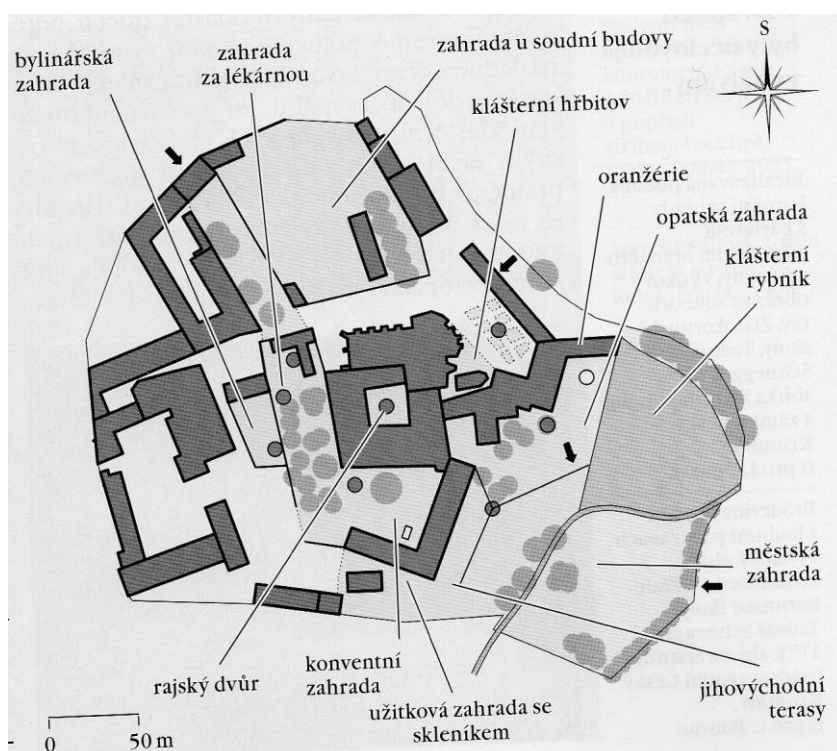 S
bylinářská
zahrada
zahrada
za lékárnou
zahrada u soudní budovy
klášterní hřbitov
oranžérie
opatská zahrada
klášterní
rybník
městská
zahrada
jihovýchodní
terasy
užitková zahrada se
skleníkem
konventní
zahrada
rajský dvůr
0 50 m